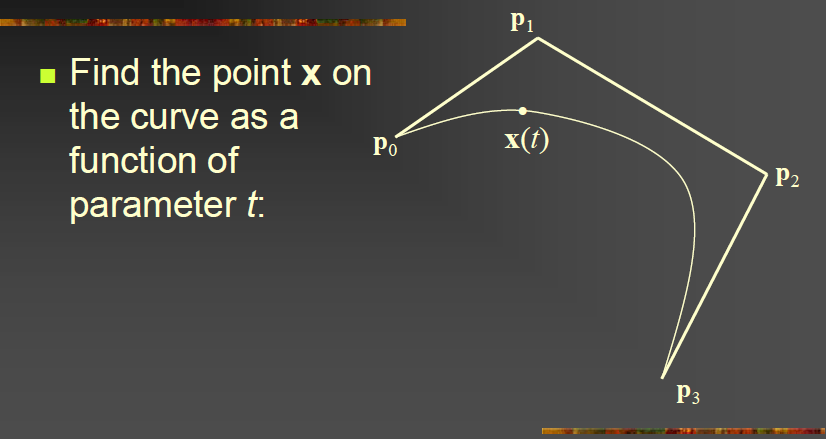 Find the point x on
the curve as a
function of
parameter t:
p1
p0
x(t)
p2
p3